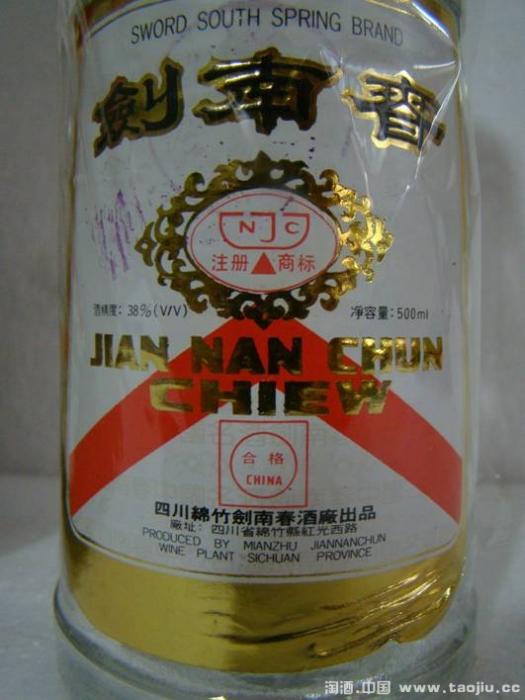 SWORD SOUTH SPRING BRAND
劍南春
NJC
注册 商标
酒精度: 38%(V/V)
净容量: 500ml
JIAN NAN CHUN
CHIEW
合格
CHINA
四川綿竹劍南春酒廠出品
廠址: 四川省綿竹縣紅光西路
PRODUCED BY MIANZHU JIANNANCHUN
WINE PLANT SICHUAN PROVINCE
淘酒.中国 www.taojiu.cc